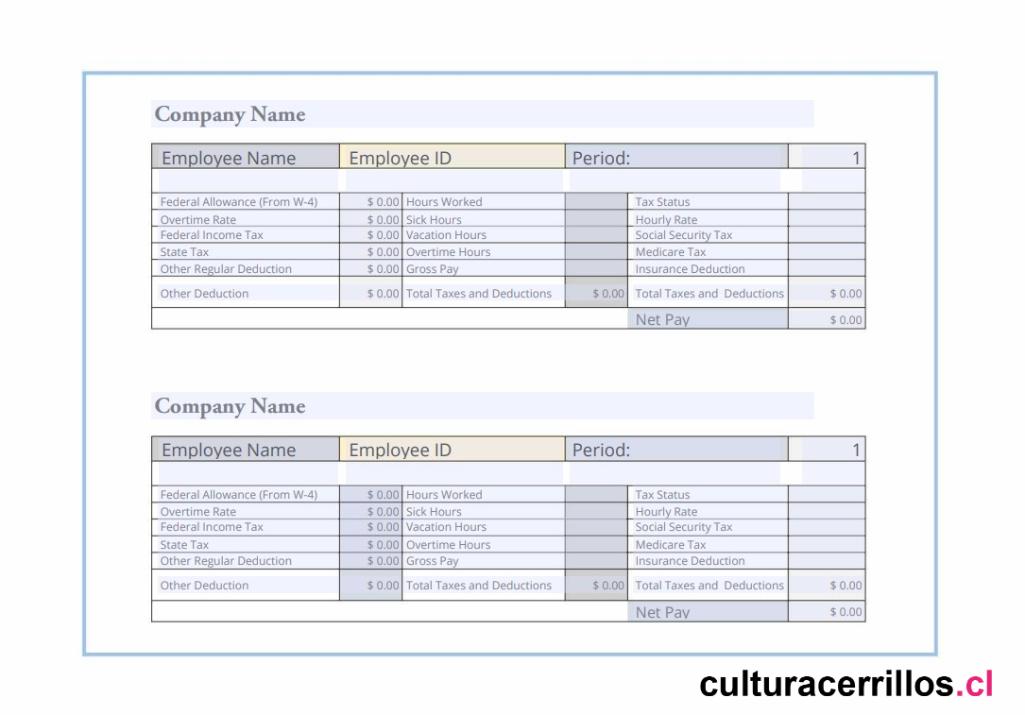 Company Name
Employee Name Employee ID Period: 1
Federal Allowance (From W-4) $ 0.00 Hours Worked Tax Status
Overtime Rate $ 0.00 Sick Hours Hourly Rate
Federal Income Tax $ 0.00 Vacation Hours Social Security Tax
State Tax $ 0.00 Overtime Hours Medicare Tax
Other Regular Deduction $ 0.00 Gross Pay Insurance Deduction
Other Deduction $ 0.00 Total Taxes and Deductions $ 0.00 Total Taxes and Deductions $ 0.00
Net Pay $ 0.00
Company Name
Employee Name Employee ID Period: 1
Federal Allowance (From W-4) $ 0.00 Hours Worked Tax Status
Overtime Rate $ 0.00 Sick Hours Hourly Rate
Federal Income Tax $ 0.00 Vacation Hours Social Security Tax
State Tax $ 0.00 Overtime Hours Medicare Tax
Other Regular Deduction $ 0.00 Gross Pay Insurance Deduction
Other Deduction $ 0.00 Total Taxes and Deductions $ 0.00 Total Taxes and Deductions $ 0.00
Net Pay $ 0.00
culturacerrillos.cl